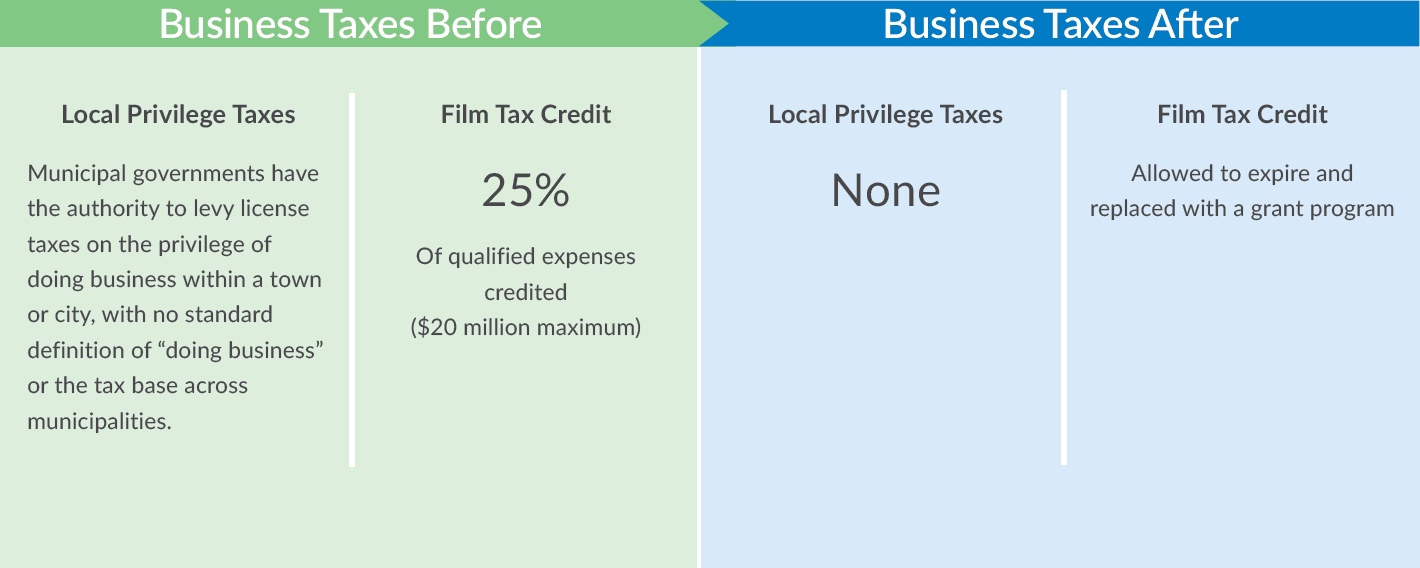 Business Taxes Before
Local Privilege Taxes
Municipal governments have
the authority to levy license
taxes on the privilege of
doing business within a town
or city, with no standard
definition of “doing business”
or the tax base across
municipalities.
Film Tax Credit
25%
Of qualified expenses
credited
($20 million maximum)
Business Taxes After
Local Privilege Taxes
None
Film Tax Credit
Allowed to expire and
replaced with a grant program